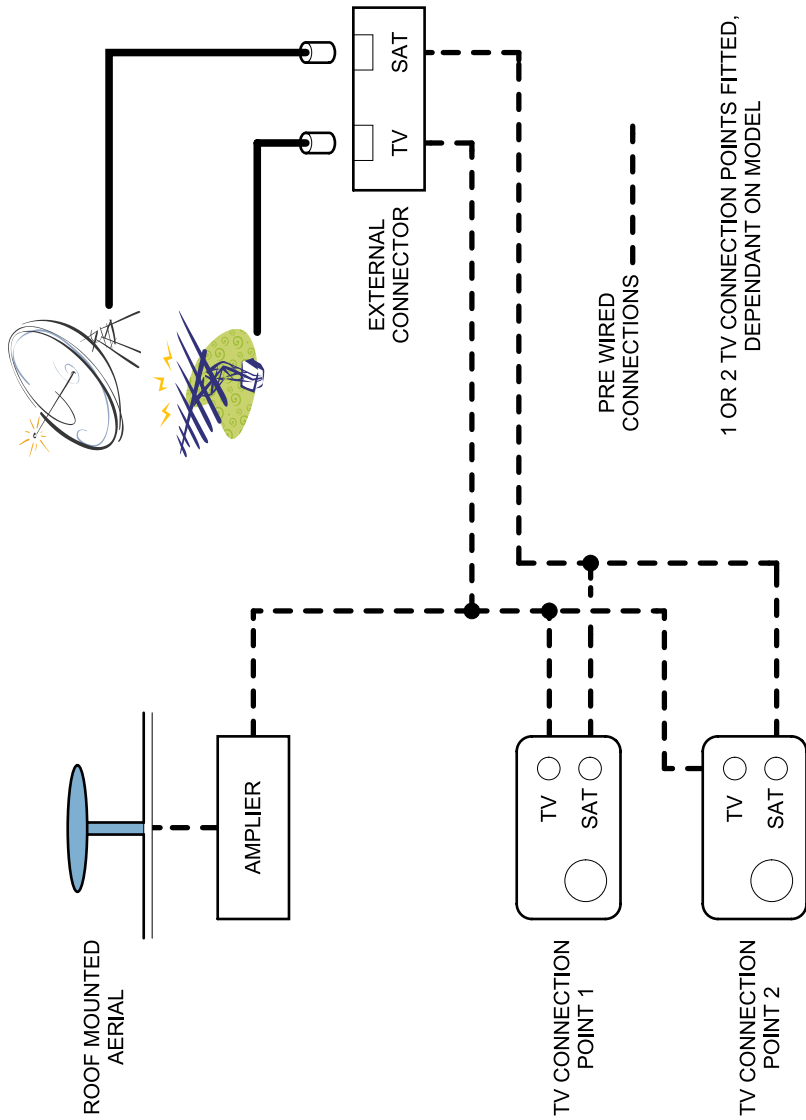 ROOF MOUNTED
AERIAL
AMPLIER
EXTERNAL
CONNECTOR
TV
SAT
TV CONNECTION
POINT 1
TV
SAT
TV CONNECTION
POINT 2
TV
SAT
PRE WIRED
CONNECTIONS
1 OR 2 TV CONNECTION POINTS FITTED,
DEPENDANT ON MODEL